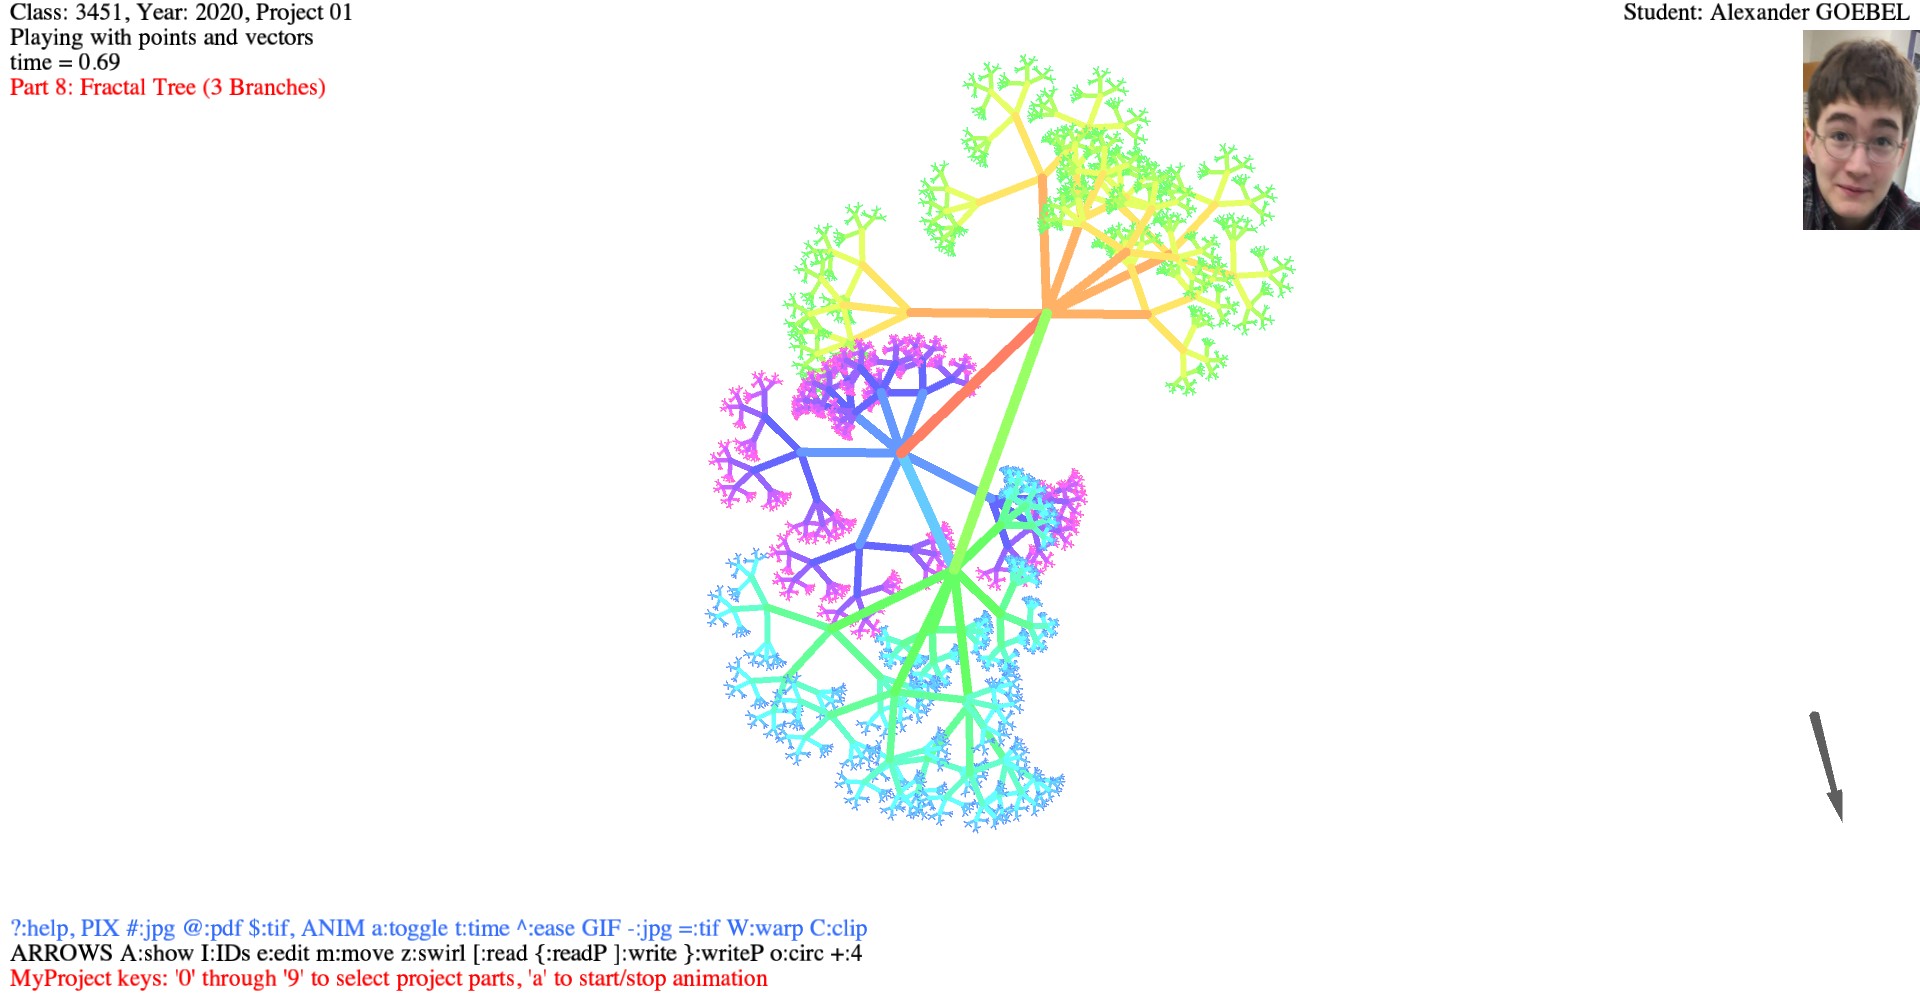 Class: 3451, Year: 2020, Project 01
Student: Alexander GOEBEL
Playing with points and vectors
time = 0.69
Part 8: Fractal Tree (3 Branches)
?:help, PIX #:jpg @:pdf $:tif, ANIM a:toggle t:time ^:ease GIF -:jpg =:tif W:warp C:clip
ARROWS A:show I:IDs e:edit m:move z:swirl [:read {:readP ]:write }:writeP o:circ +:4
MyProject keys: '0' through '9' to select project parts, 'a' to start/stop animation